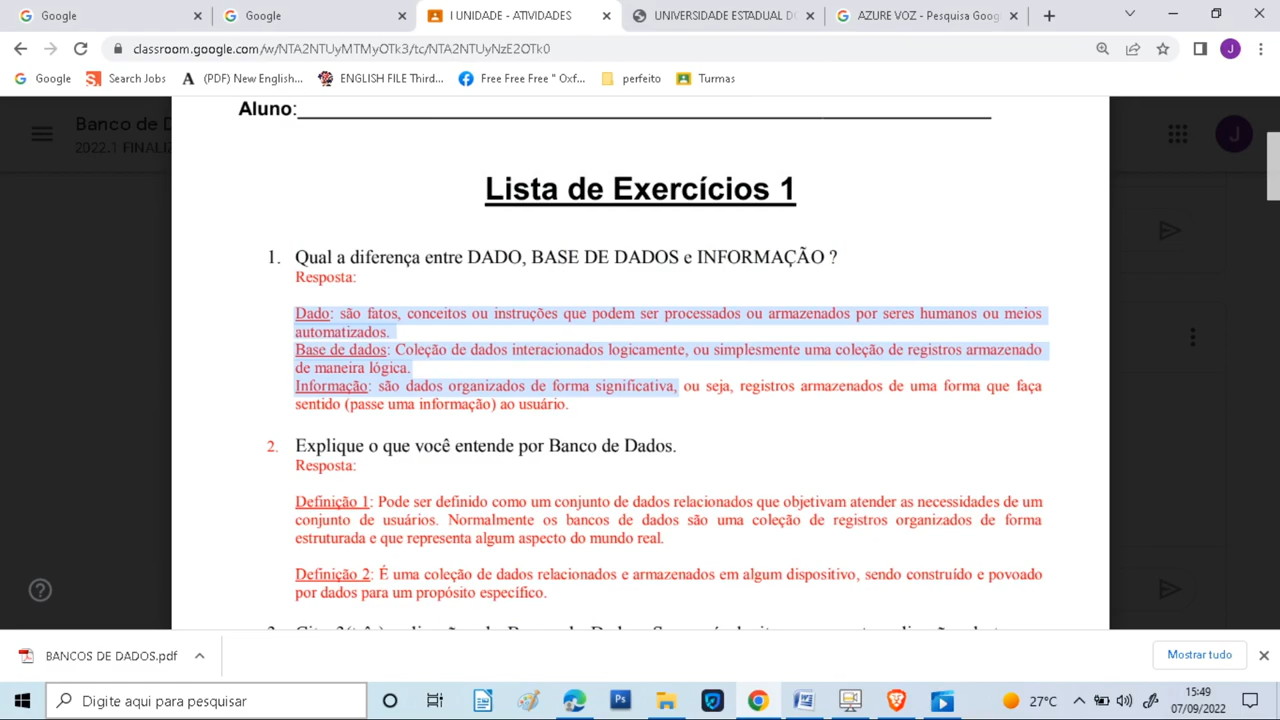 Google
Google
I UNIDADE - ATIVIDADES
UNIVERSIDADE ESTADUAL D
AZURE VOZ - Pesquisa Goog
classroom.google.com/w/NTA2NTUyMTMyOTk3/tc/NTA2NTUyNzE2OTk0
J
Google
Search Jobs
(PDF) New English...
ENGLISH FILE Third...
Free Free Free " Oxf...
perfeito
Turmas
Aluno:
Banco de D
2022.1 FINALIZ
J
Lista de Exercícios 1
1. Qual a diferença entre DADO, BASE DE DADOS e INFORMAÇÃO ?
Resposta:
Dado: são fatos, conceitos ou instruções que podem ser processados ou armazenados por seres humanos ou meios
automatizados.
Base de dados: Coleção de dados interacionados logicamente, ou simplesmente uma coleção de registros armazenado
de maneira lógica.
Informação: são dados organizados de forma significativa, ou seja, registros armazenados de uma forma que faça
sentido (passe uma informação) ao usuário.
2. Explique o que você entende por Banco de Dados.
Resposta:
Definição 1: Pode ser definido como um conjunto de dados relacionados que objetivam atender as necessidades de um
conjunto de usuários. Normalmente os bancos de dados são uma coleção de registros organizados de forma
estruturada e que representa algum aspecto do mundo real.
Definição 2: É uma coleção de dados relacionados e armazenados em algum dispositivo, sendo construído e povoado
por dados para um propósito específico.
BANCOS DE DADOS.pdf
Mostrar tudo
Digite aqui para pesquisar
27°C
15:49
07/09/2022